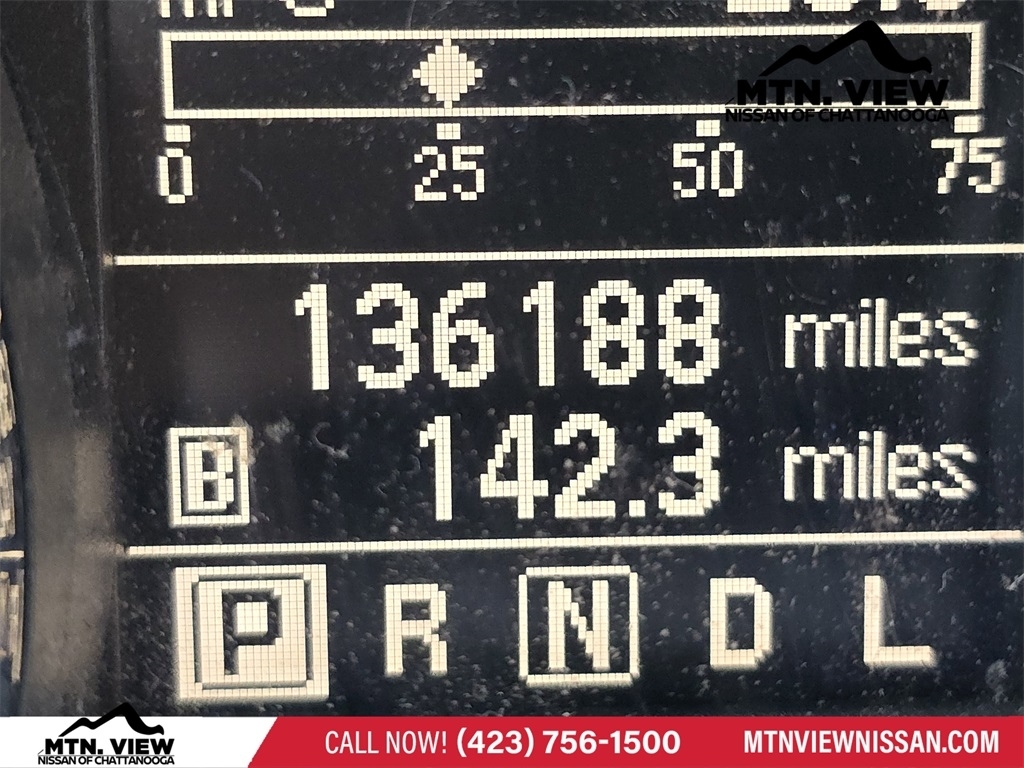 MTN. VIEW
NISSAN OF CHATTANOOGA
0 25 50 75
136188 miles
B 142.3 miles
P R N D L
MTN. VIEW
NISSAN OF CHATTANOOGA
CALL NOW! (423) 756-1500
MTNVIEWNISSAN.COM